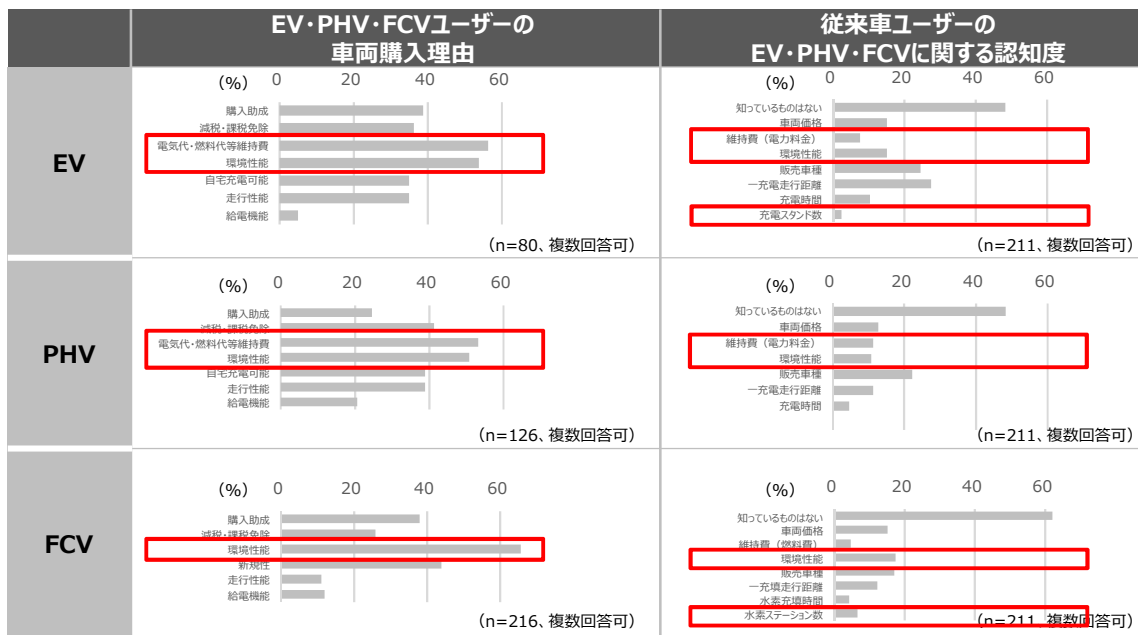 EV・PHV・FCVユーザーの
車両購入理由
従来車ユーザーの
EV・PHV・FCVに関する認知度
EV
(%) 0 20 40 60
購入助成
減税・課税免除
電気代・燃料代等維持費
環境性能
自宅充電可能
走行性能
給電機能
(n=80、複数回答可)
(%) 0 20 40 60
知っているものはない
車両価格
維持費（電力料金）
環境性能
販売車種
一充電走行距離
充電時間
充電スタンド数
(n=211、複数回答可)
PHV
(%) 0 20 40 60
購入助成
減税・課税免除
電気代・燃料代等維持費
環境性能
自宅充電可能
走行性能
給電機能
(n=126、複数回答可)
(%) 0 20 40 60
知っているものはない
車両価格
維持費（電力料金）
環境性能
販売車種
一充電走行距離
充電時間
(n=211、複数回答可)
FCV
(%) 0 20 40 60
購入助成
減税・課税免除
環境性能
新規性
走行性能
給電機能
(n=216、複数回答可)
(%) 0 20 40 60
知っているものはない
車両価格
維持費（燃料費）
環境性能
販売車種
一充填走行距離
水素充填時間
水素ステーション数
(n=211、複数回答可)